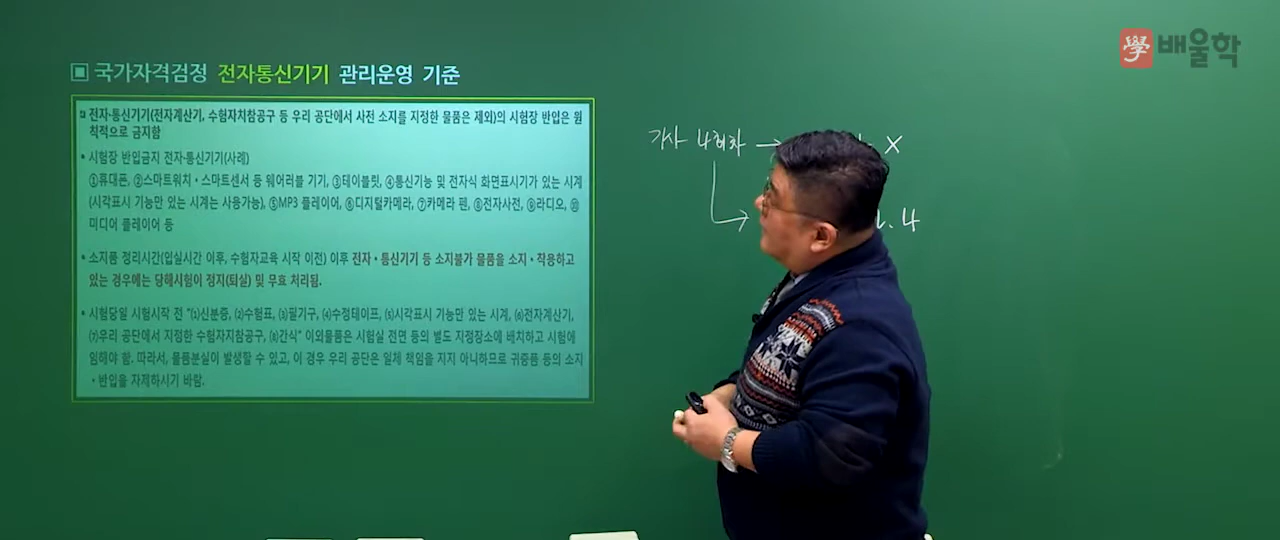 學 배울학
▣ 국가자격검정 전자통신기기 관리운영 기준
전자·통신기기(전자계산기, 수험자지참공구 등 우리 공단에서 사전 소지를 지정한 물품은 제외)의 시험장 반입은 원
칙적으로 금지함
• 시험장 반입금지 전자·통신기기(사례)
①휴대폰, ②스마트워치·스마트센서 등 웨어러블 기기, ③테이블릿, ④통신기능 및 전자식 화면표시기가 있는 시계
(시각표시 기능만 있는 시계는 사용가능), ⑤MP3 플레이어, ⑥디지털카메라, ⑦카메라 펜, ⑧전자사전, ⑨라디오, ⑩
미디어 플레이어 등
• 소지품 정리시간(입실시간 이후, 수험자교육 시작 이전) 이후 전자·통신기기 등 소지불가 물품을 소지·착용하고
있는 경우에는 당해시험이 정지(퇴실) 및 무효 처리됨.
• 시험당일 시험시작 전 "(1)신분증, (2)수험표, (3)필기구, (4)수정테이프, (5)시각표시 기능만 있는 시계, (6)전자계산기,
(7)우리 공단에서 지정한 수험자지참공구, (8)간식" 이외물품은 시험실 전면 등의 별도 지정장소에 배치하고 시험에
임해야 함. 따라서, 물품분실이 발생할 수 있고, 이 경우 우리 공단은 일체 책임을 지지 아니하므로 귀중품 등의 소지
·반입을 자제하시기 바람.
기사 4회차 → X
4